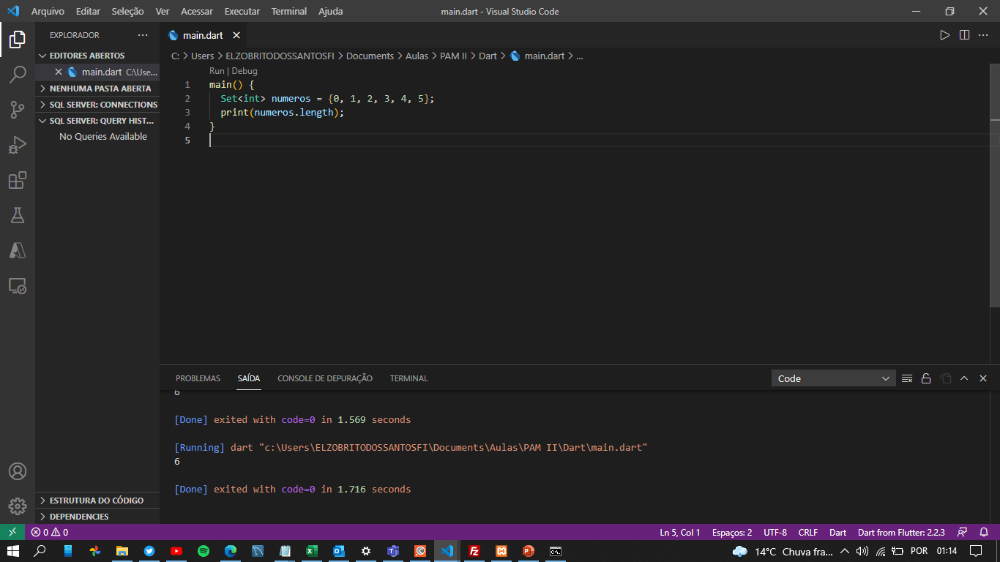 Arquivo Editar Seleção Ver Acessar Executar Terminal Ajuda
main.dart - Visual Studio Code
EXPLORADOR
EDITORES ABERTOS
main.dart C:\Use...
NENHUMA PASTA ABERTA
SQL SERVER: CONNECTIONS
SQL SERVER: QUERY HIST...
No Queries Available
ESTRUTURA DO CÓDIGO
DEPENDENCIES
main.dart
C: > Users > ELZOBRITODOSSANTOSFI > Documents > Aulas > PAM II > Dart > main.dart > ...
Run | Debug
1 main() {
2 Set<int> numeros = {0, 1, 2, 3, 4, 5};
3 print(numeros.length);
4 }
5
PROBLEMAS SAÍDA CONSOLE DE DEPURAÇÃO TERMINAL
Code
6
[Done] exited with code=0 in 1.569 seconds
[Running] dart "c:\Users\ELZOBRITODOSSANTOSFI\Documents\Aulas\PAM II\Dart\main.dart"
6
[Done] exited with code=0 in 1.716 seconds
0 0
Ln 5, Col 1 Espaços: 2 UTF-8 CRLF Dart Dart from Flutter: 2.2.3
14°C Chuva fra... POR 01:14